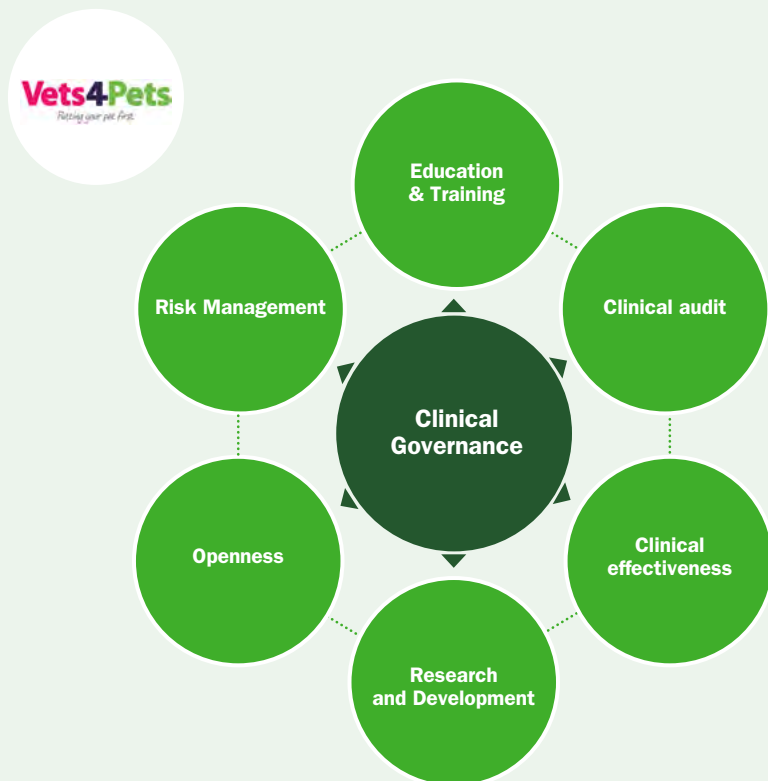 Vets4Pets
Putting your pet first
Education
& Training
Risk Management
Clinical audit
Clinical
Governance
Openness
Clinical
effectiveness
Research
and Development